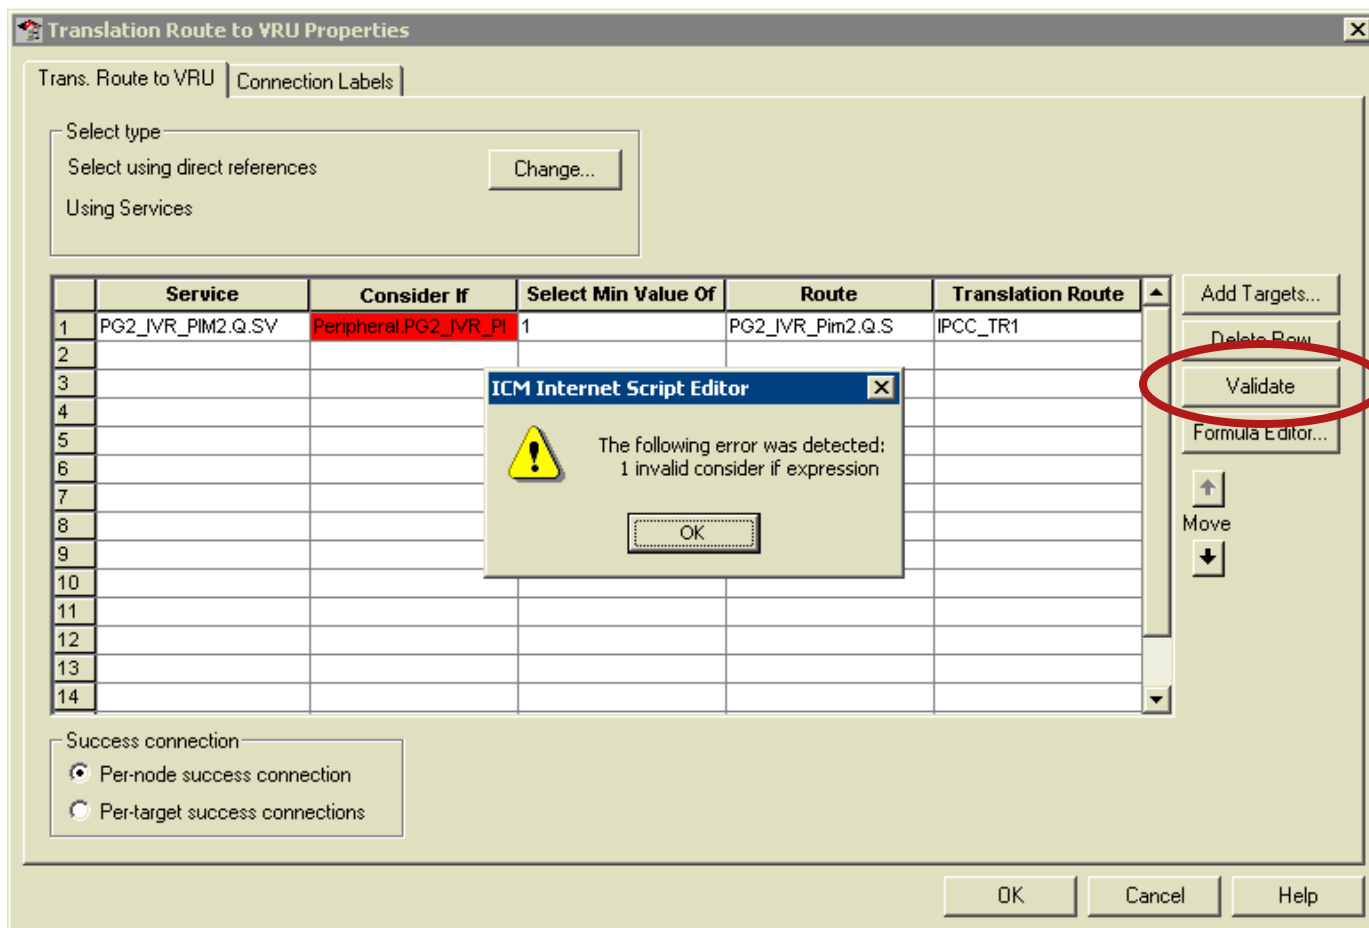 Translation Route to VRU Properties
Trans. Route to VRU
Connection Labels
Select type
Select using direct references
Change...
Using Services
Service Consider If Select Min Value Of Route Translation Route
Add Targets...
1 PG2_IVR_PIM2.Q.SV Peripheral.PG2_IVR_PI 1 PG2_IVR_Pim2.Q.S IPCC_TR1
Delete Row
2
3
Validate
4
5
Formula Editor...
6
7
8
9
10
11
12
13
14
Move
ICM Internet Script Editor
The following error was detected:
1 invalid consider if expression
OK
Success connection
Per-node success connection
Per-target success connections
OK
Cancel
Help